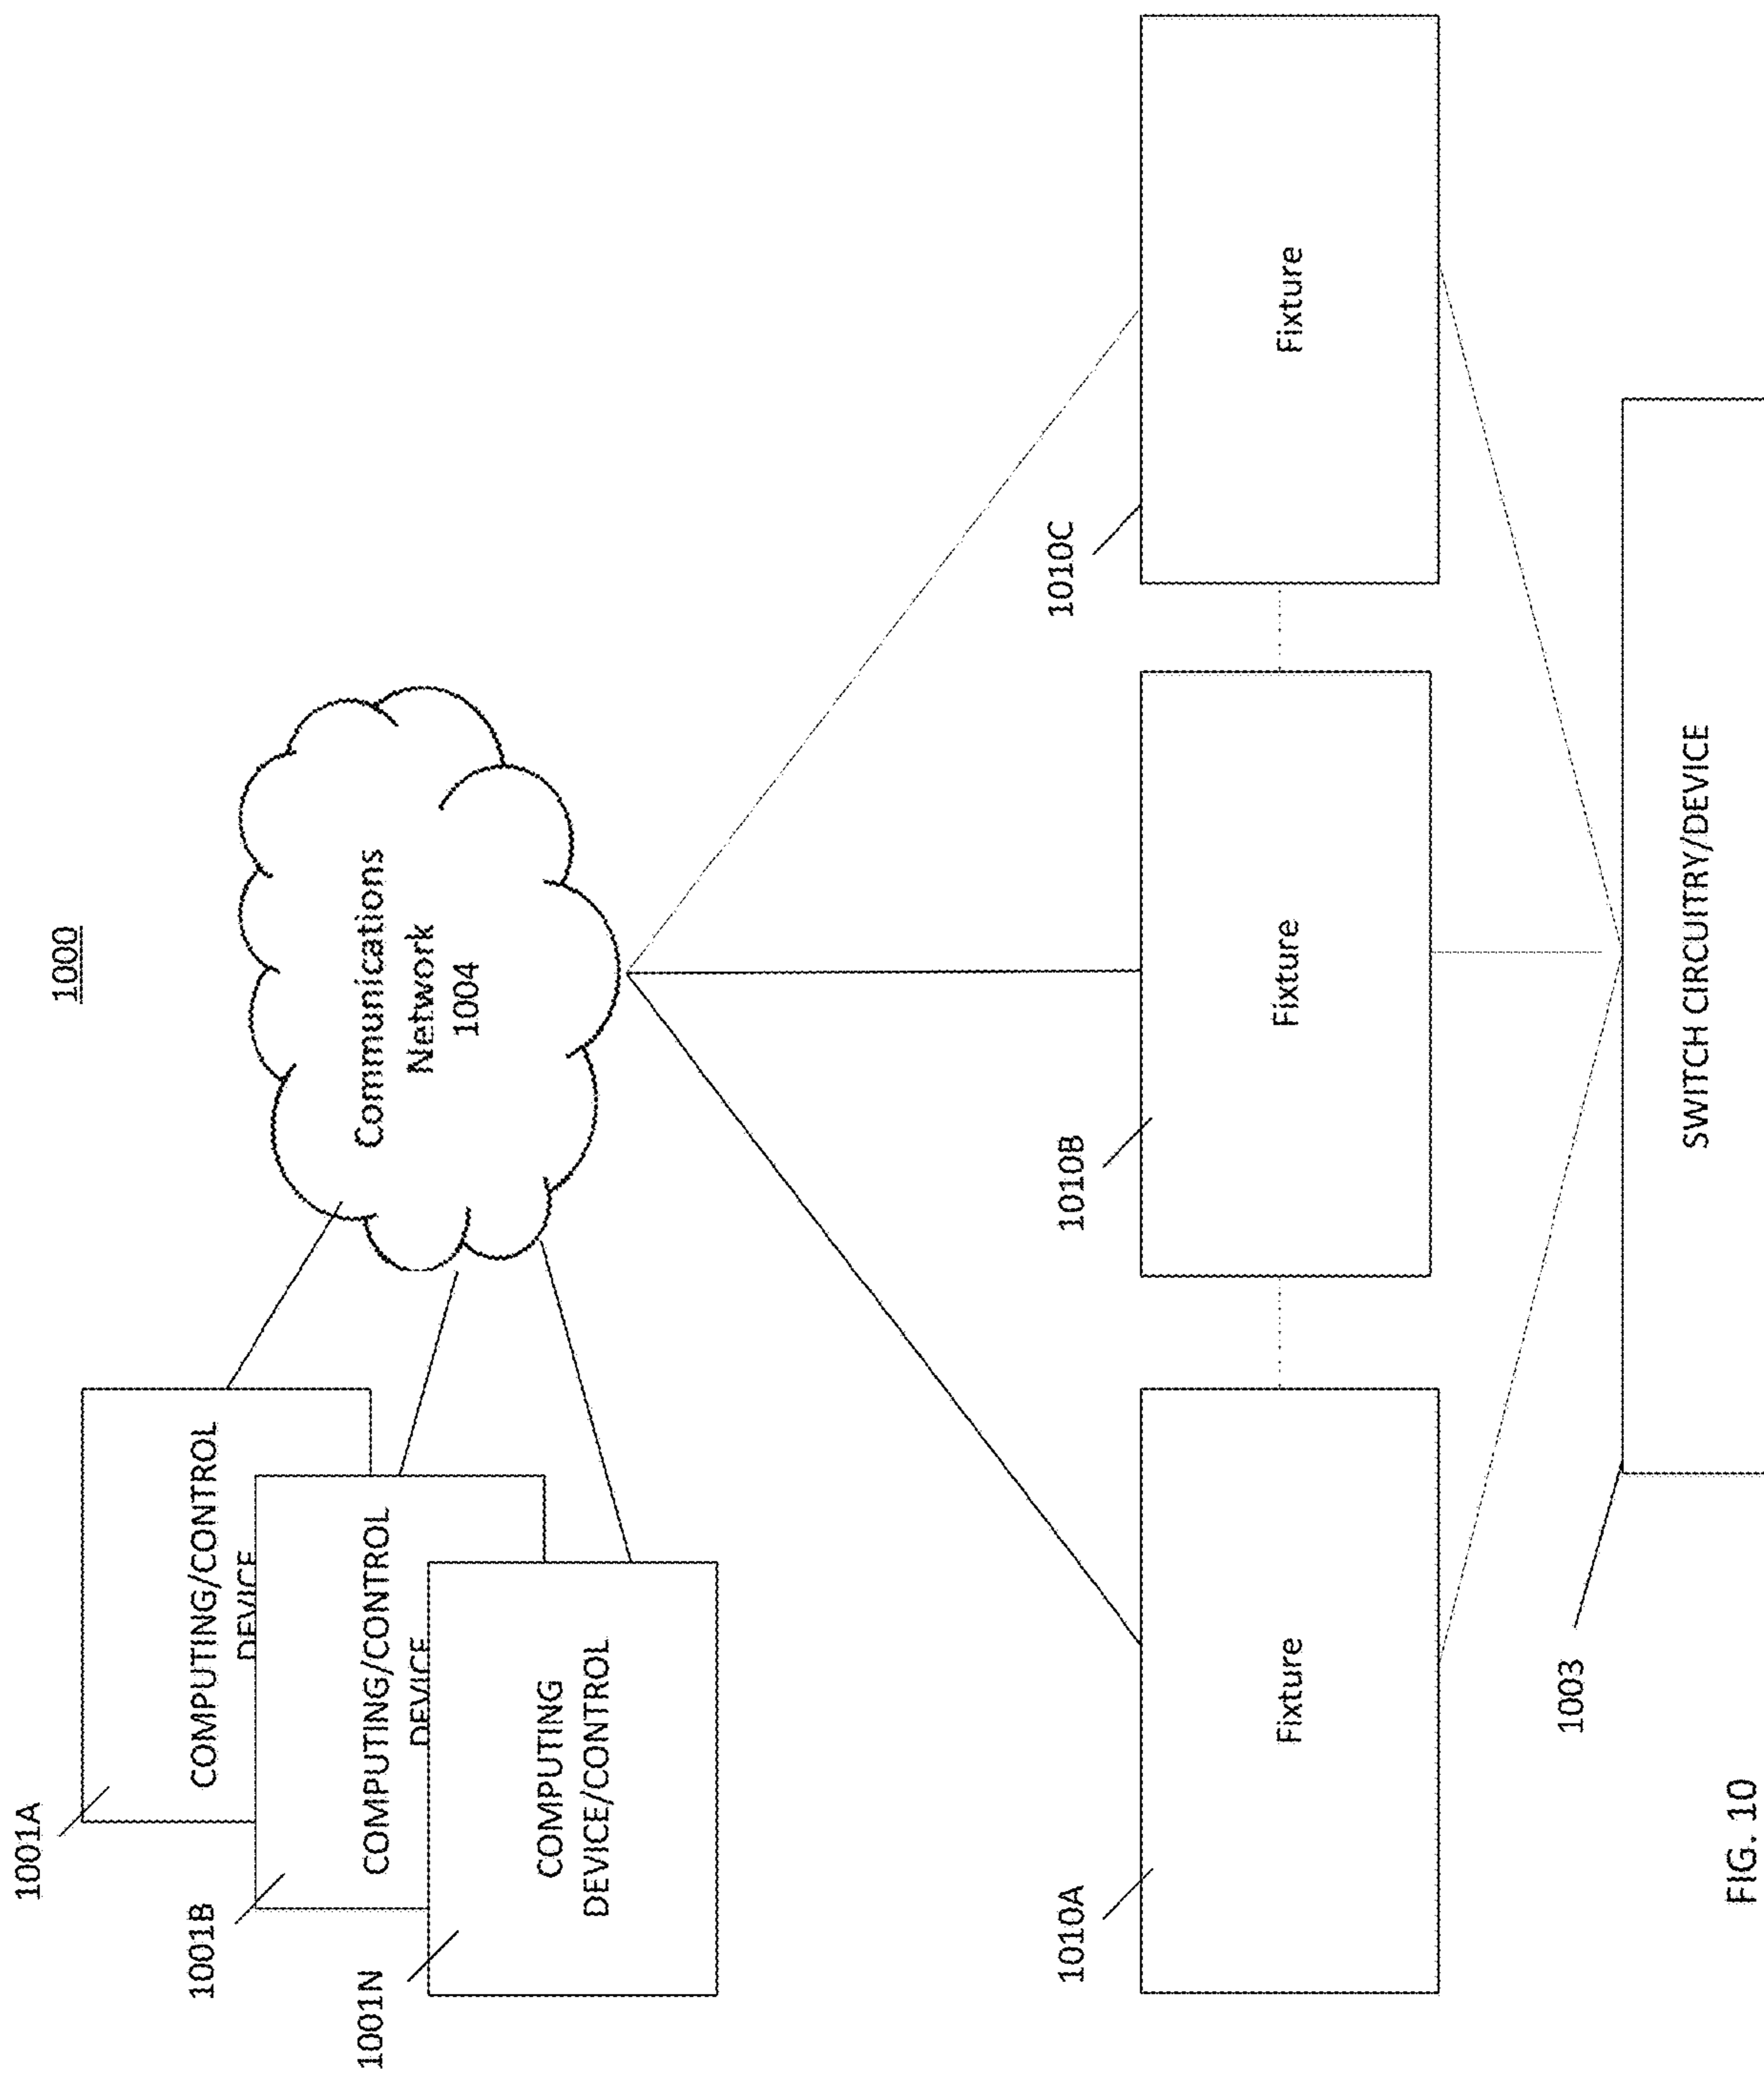 1000
1001A
COMPUTING/CONTROL
DEVICE
1001B
COMPUTING/CONTROL
DEVICE
1001N
COMPUTING
DEVICE/CONTROL
Communications
Network
1004
1010A
Fixture
1010B
Fixture
1010C
Fixture
1003
SWITCH CIRCUITRY/DEVICE
FIG. 10